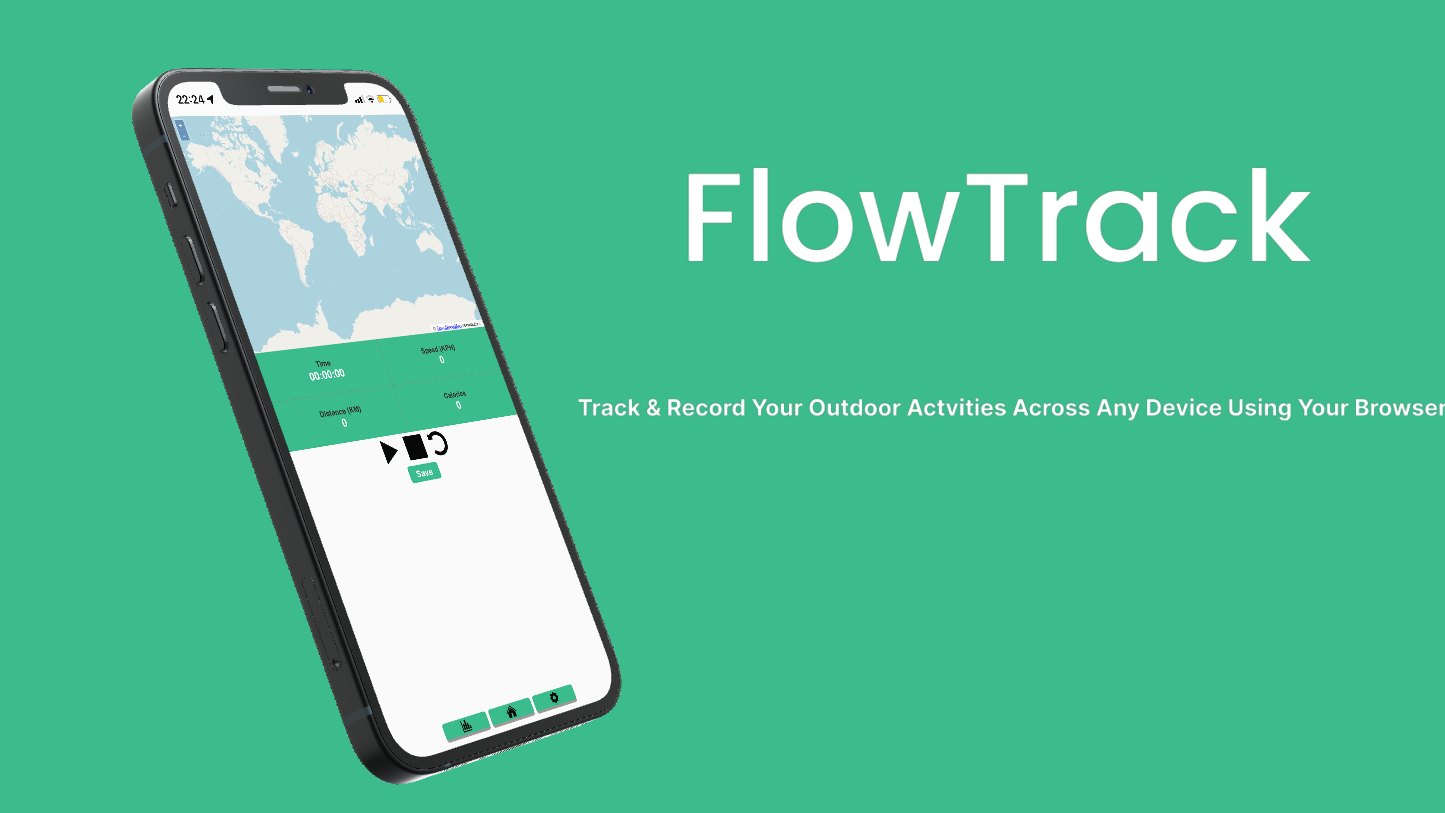 22:24
FlowTrack
Time
00:00:00
Speed (KPH)
0
Distance (KM)
0
Calories
0
Save
Track & Record Your Outdoor Actvities Across Any Device Using Your Browser